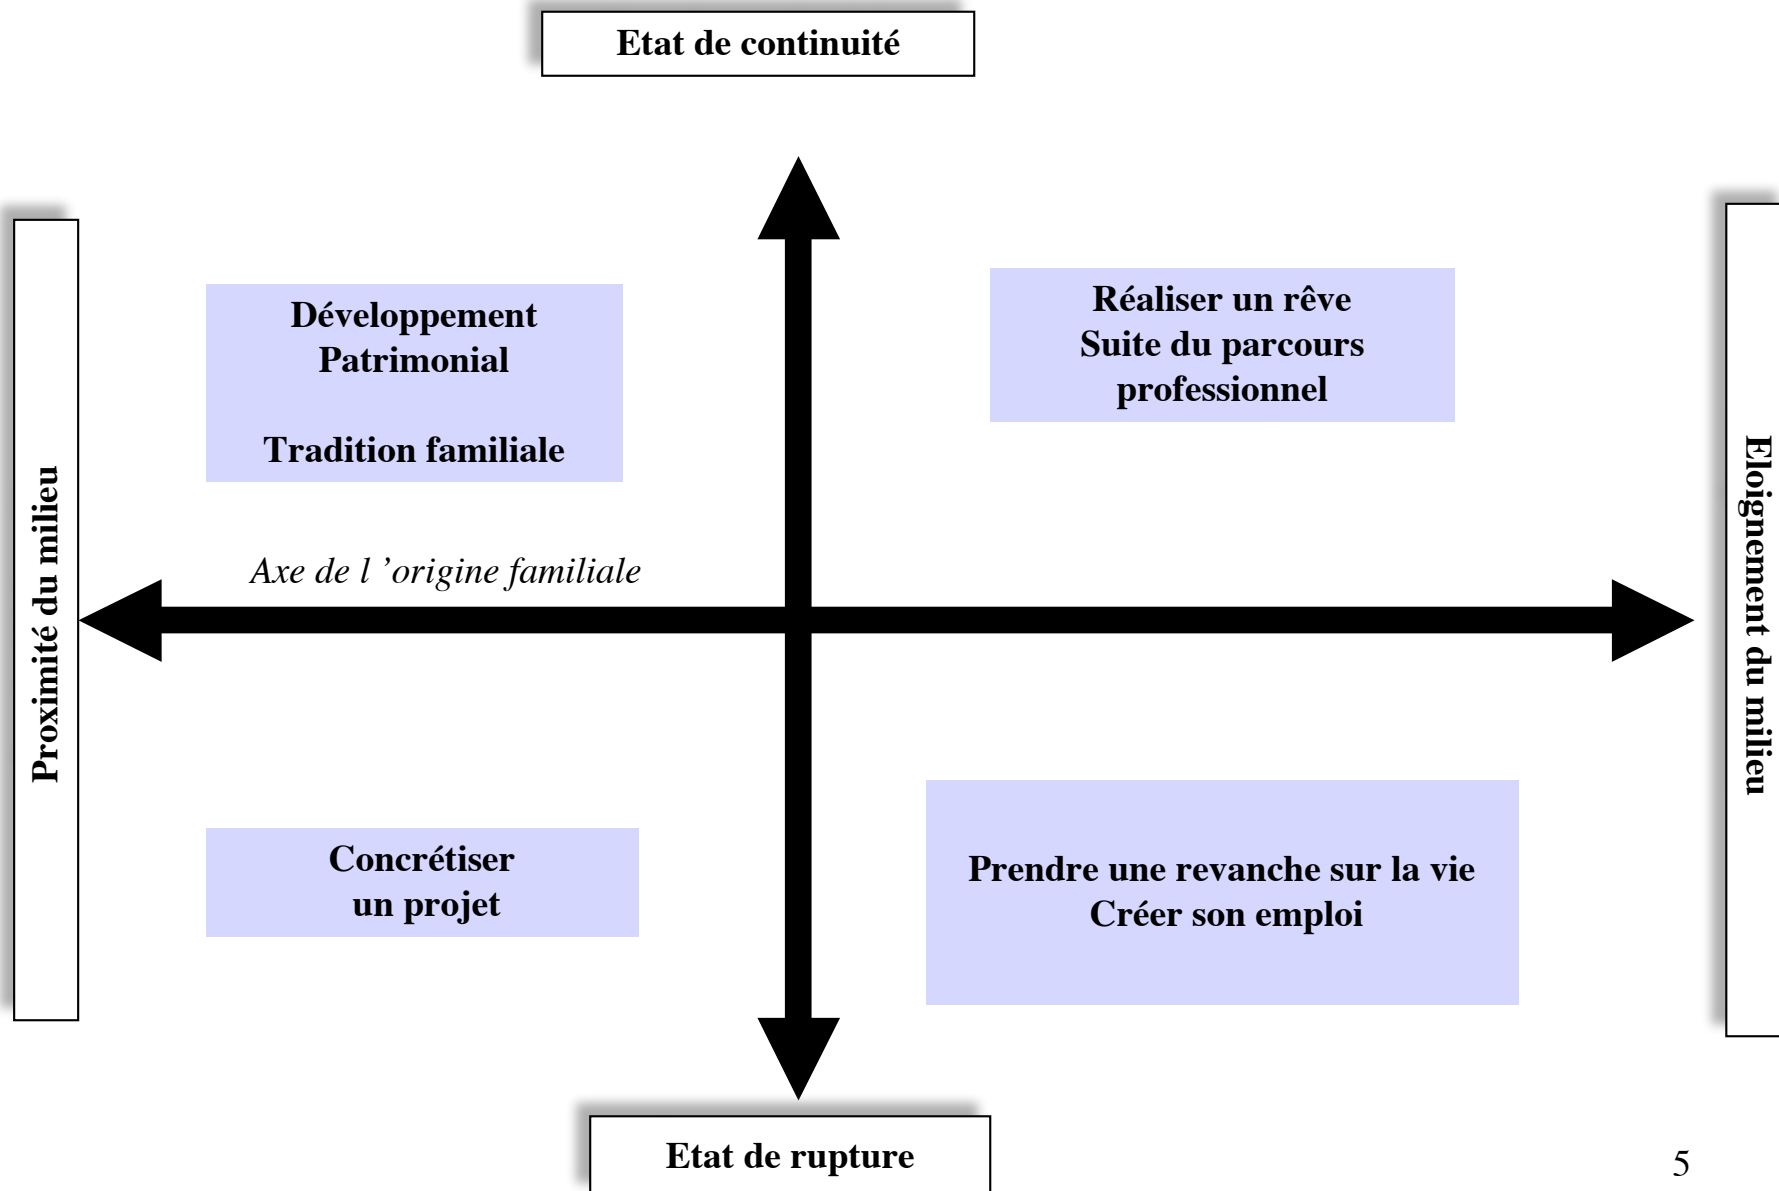 Etat de continuité
Développement
Patrimonial
Tradition familiale
Réaliser un rêve
Suite du parcours
professionnel
Proximité du milieu
Eloignement du milieu
Axe de l ’origine familiale
Concrétiser
un projet
Prendre une revanche sur la vie
Créer son emploi
Etat de rupture
5